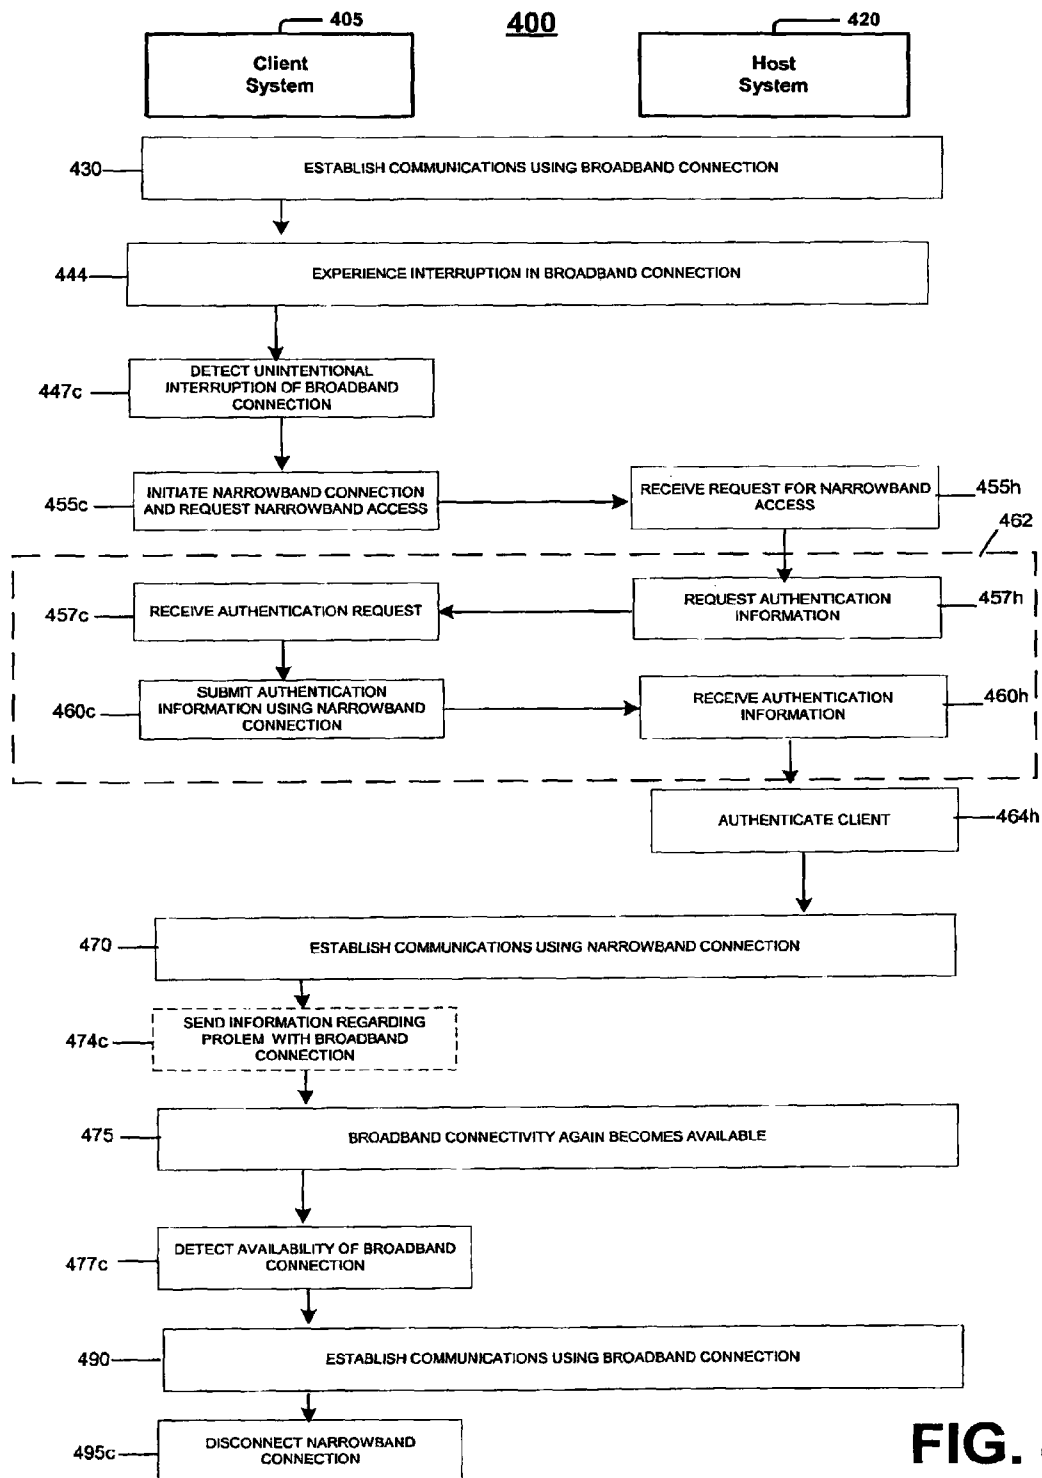 400
405
420
Client
System
Host
System
430
ESTABLISH COMMUNICATIONS USING BROADBAND CONNECTION
444
EXPERIENCE INTERRUPTION IN BROADBAND CONNECTION
447c
DETECT UNINTENTIONAL
INTERRUPTION OF BROADBAND
CONNECTION
455c
INITIATE NARROWBAND CONNECTION
AND REQUEST NARROWBAND ACCESS
RECEIVE REQUEST FOR NARROWBAND
ACCESS
455h
462
457c
RECEIVE AUTHENTICATION REQUEST
REQUEST AUTHENTICATION
INFORMATION
457h
460c
SUBMIT AUTHENTICATION
INFORMATION USING NARROWBAND
CONNECTION
RECEIVE AUTHENTICATION
INFORMATION
460h
AUTHENTICATE CLIENT
464h
470
ESTABLISH COMMUNICATIONS USING NARROWBAND CONNECTION
474c
SEND INFORMATION REGARDING
PROLEM WITH BROADBAND
CONNECTION
475
BROADBAND CONNECTIVITY AGAIN BECOMES AVAILABLE
477c
DETECT AVAILABILITY OF BROADBAND
CONNECTION
490
ESTABLISH COMMUNICATIONS USING BROADBAND CONNECTION
495c
DISCONNECT NARROWBAND
CONNECTION
FIG.